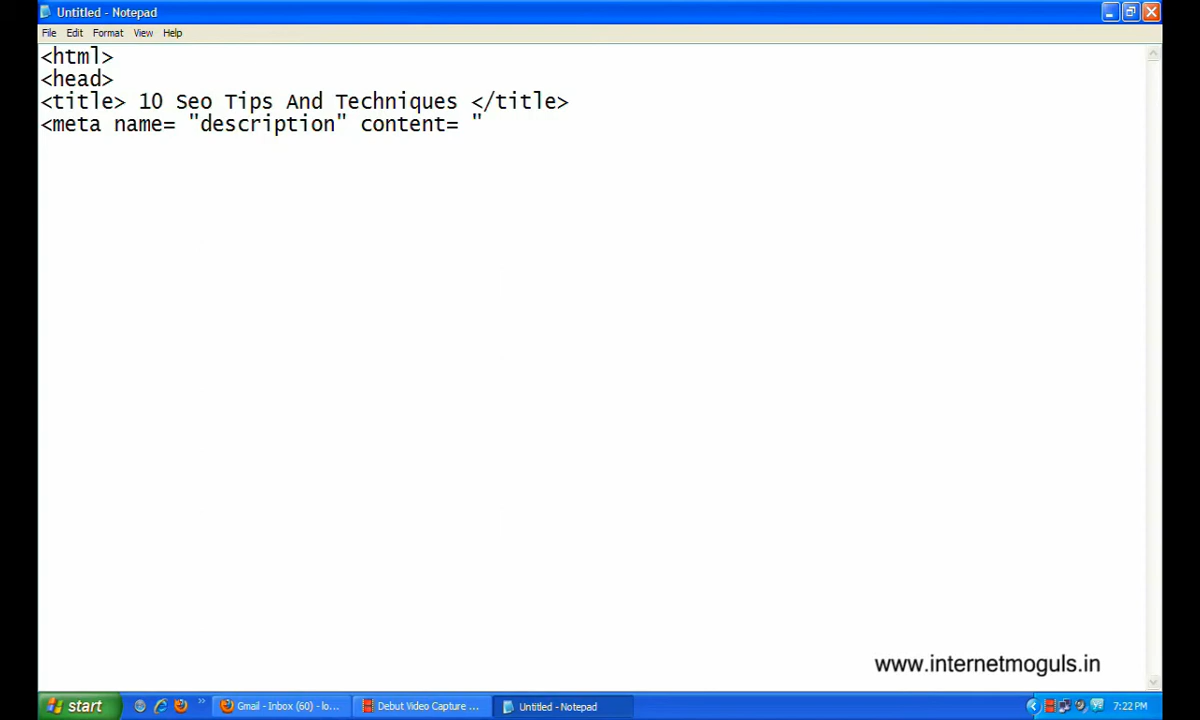 Untitled - Notepad
File Edit Format View Help
<html>
<head>
<title> 10 Seo Tips And Techniques </title>
<meta name= "description" content= "
www.internetmoguls.in
start » Gmail - Inbox (60) - lo... Debut Video Capture ... Untitled - Notepad 7:22 PM